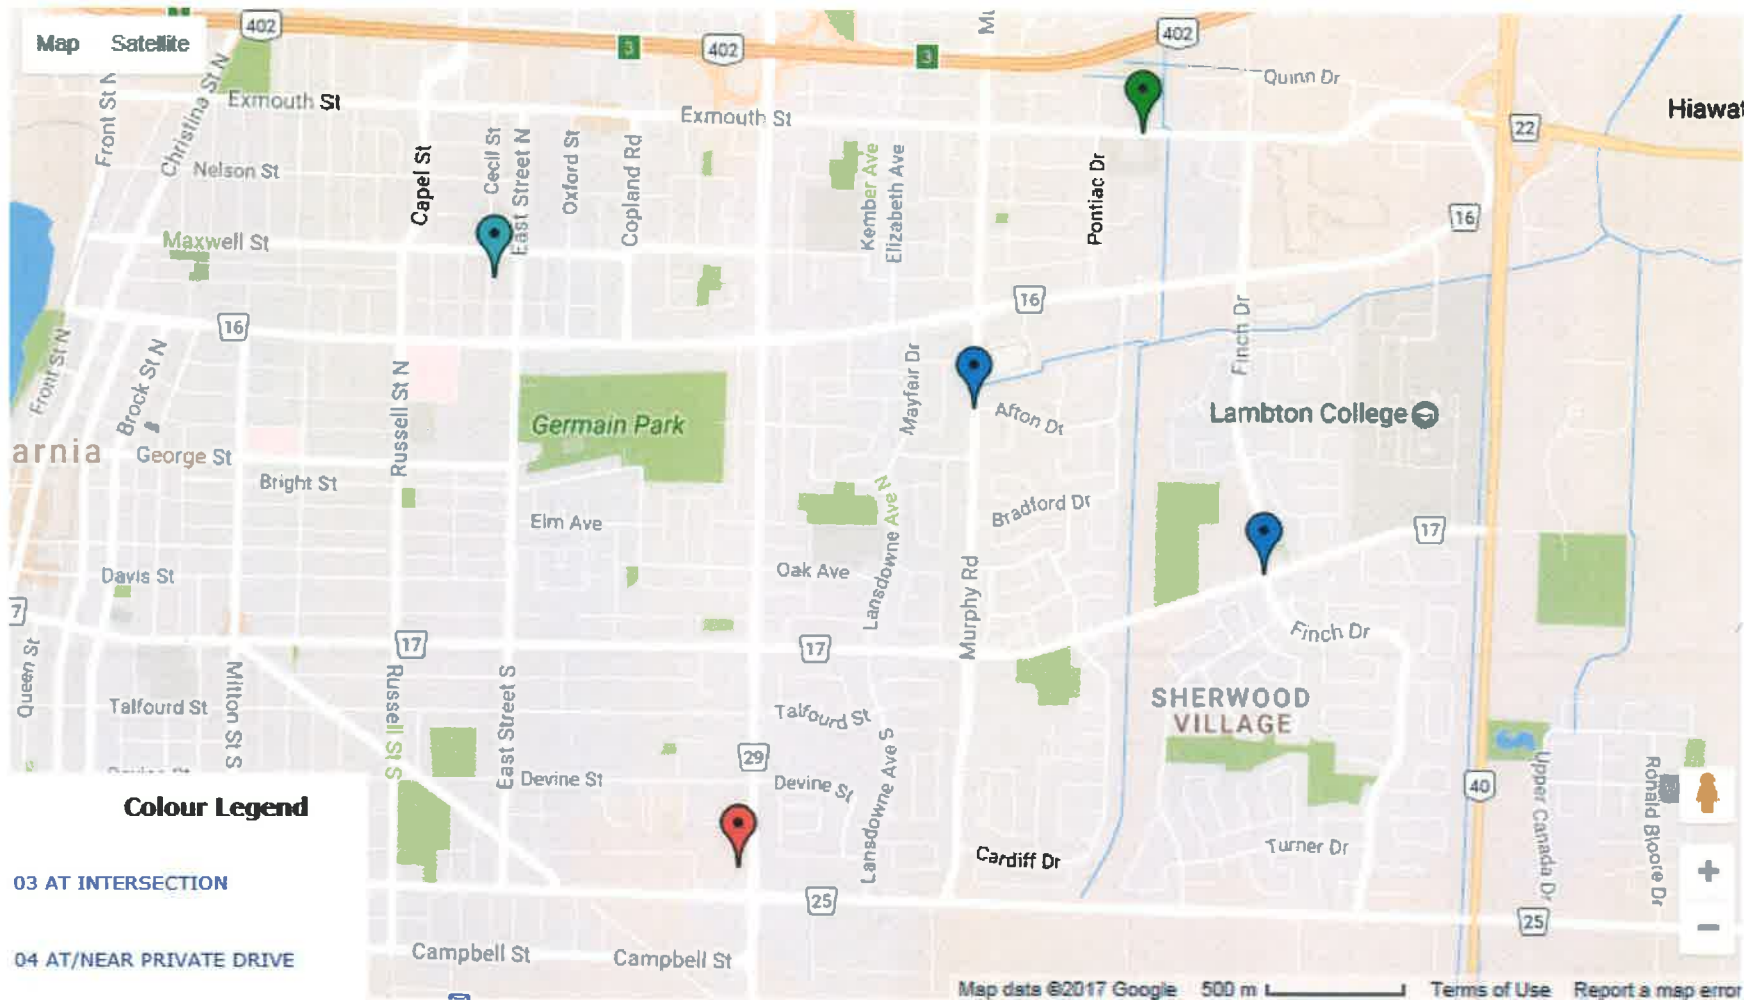 Map Satellite
402
3
402
3
402
Quinn Dr
Exmouth St
Exmouth St
22
Front St N
Christina St N
Nelson St
Capel St
Cecil St
East Street N
Oxford St
Copland Rd
Kember Ave
Elizabeth Ave
Pontiac Dr
Maxwell St
16
16
16
Finch Dr
Front St N
Brock St N
Russell St N
Mayfair Dr
Afton Dr
Lambton College
Germain Park
arnia
George St
Bright St
Elm Ave
Lansdowne Ave N
Bradford Dr
17
Oak Ave
Davis St
Murphy Rd
7
17
17
Finch Dr
Queen St
Mitton St S
Russell St S
East Street S
Talfourd St
Talfourd St
SHERWOOD
VILLAGE
29
Devine St
Devine St
Lansdowne Ave S
40
Upper Canada Dr
Ronald Bloore Dr
Colour Legend
Cardiff Dr
Turner Dr
03 AT INTERSECTION
25
25
04 AT/NEAR PRIVATE DRIVE
Campbell St
Campbell St
+
−
Map data ©2017 Google 500 m Terms of Use Report a map error